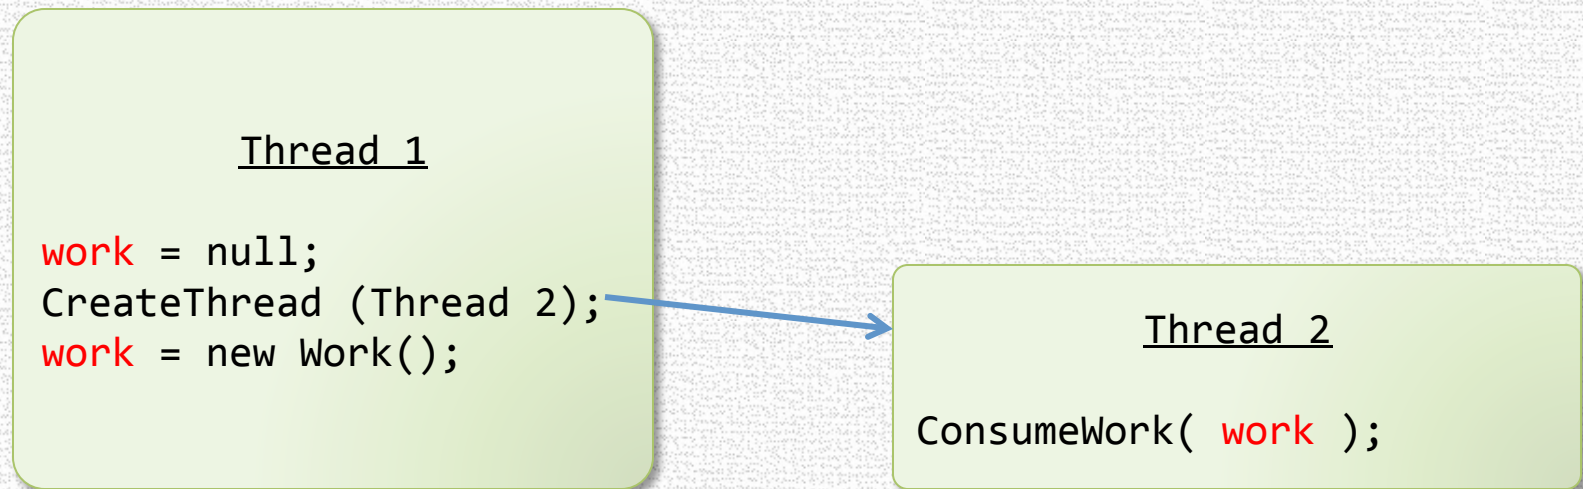 Thread 1
work = null;
CreateThread (Thread 2);
work = new Work();
Thread 2
ConsumeWork( work );